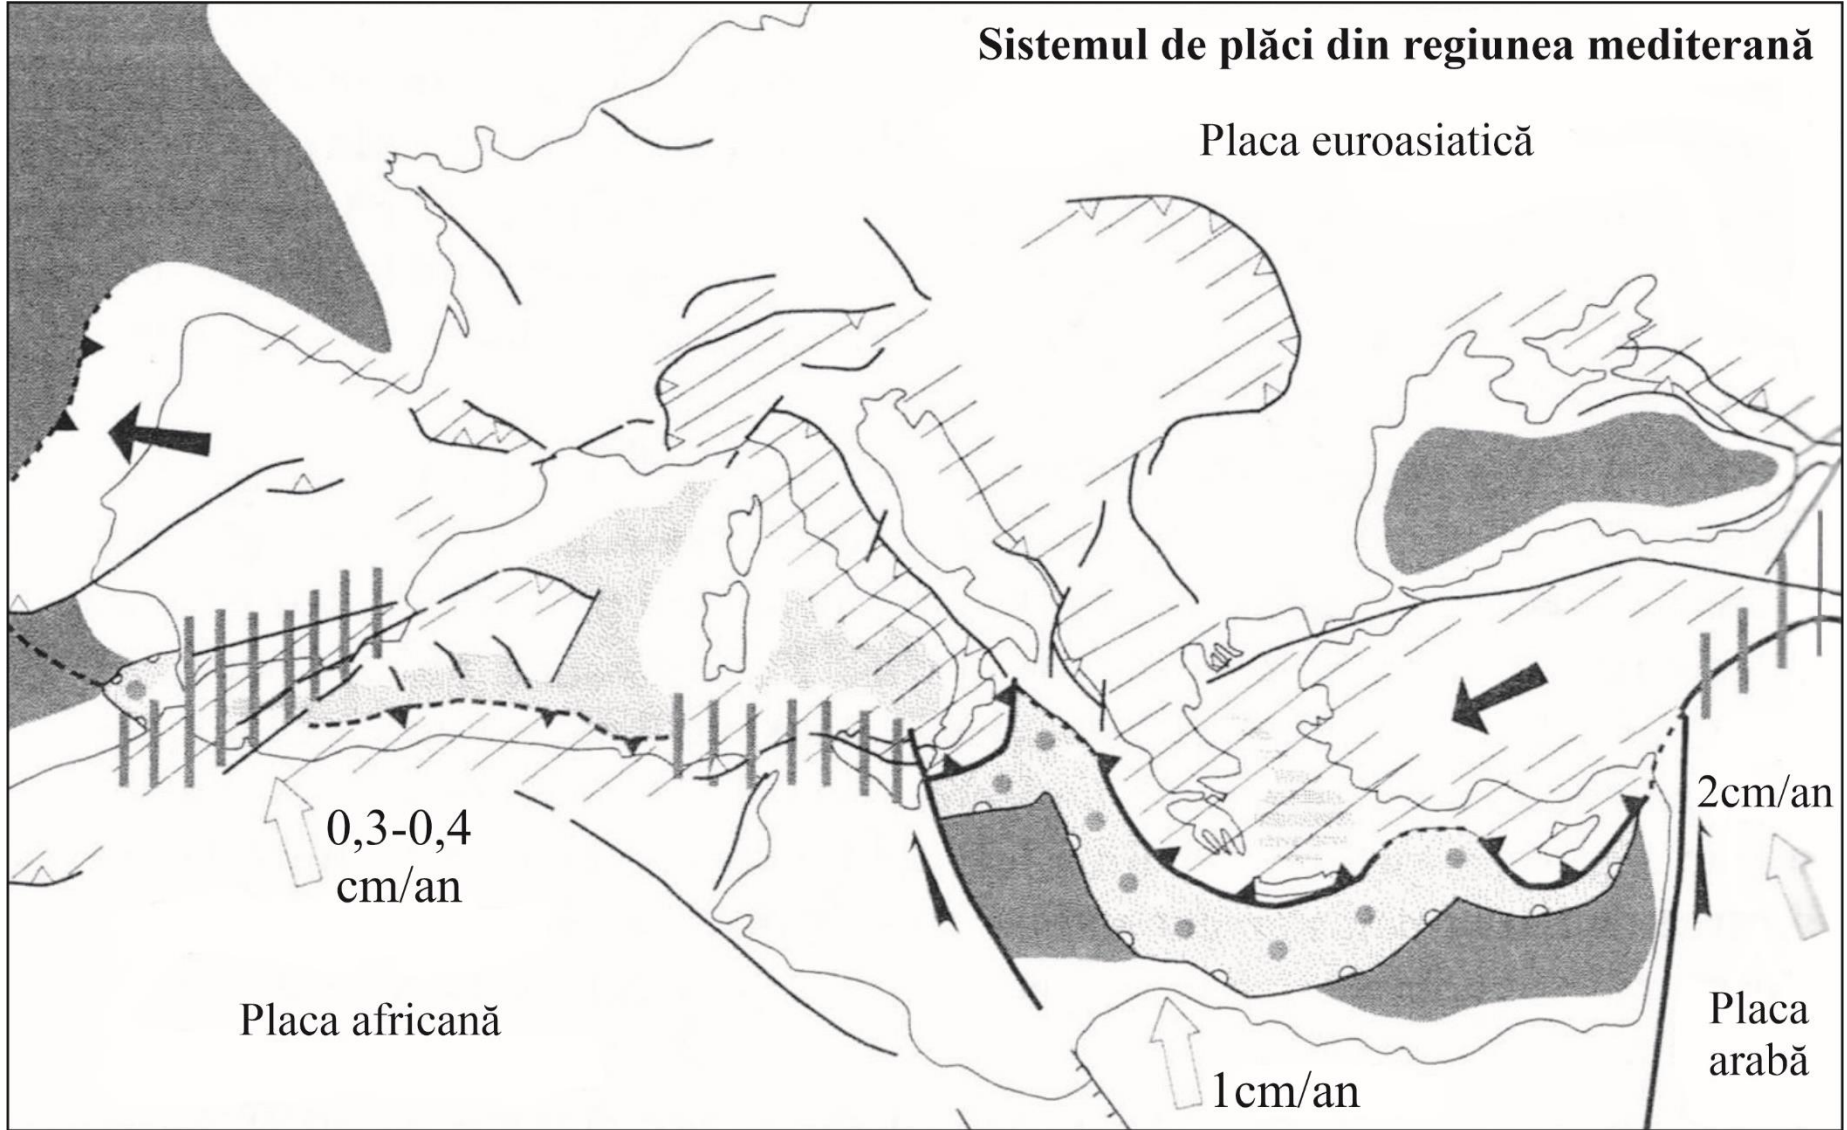 Sistemul de plăci din regiunea mediterană
Placa euroasiatică
2cm/an
0,3-0,4
cm/an
Placa africană
Placa
arabă
1cm/an